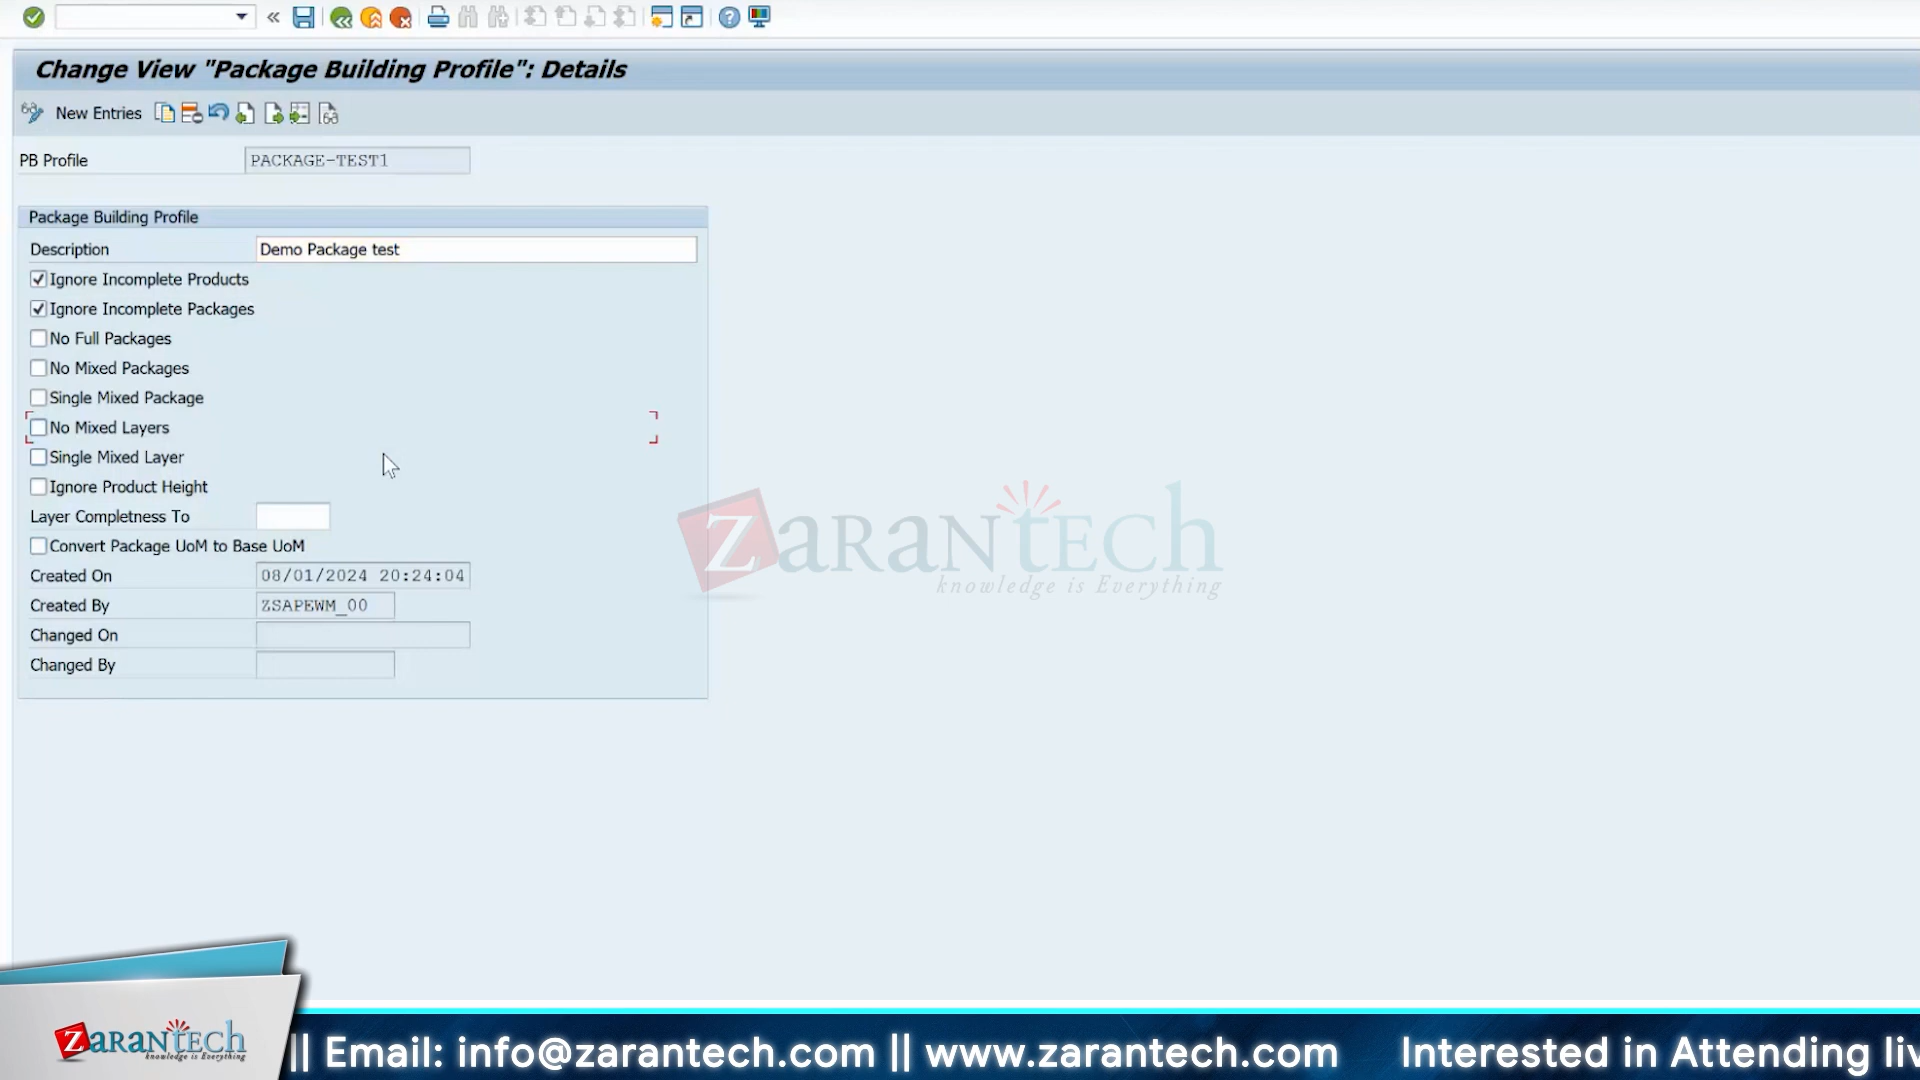 Change View "Package Building Profile": Details
New Entries
PB Profile PACKAGE-TEST1
Package Building Profile
Description Demo Package test
Ignore Incomplete Products
Ignore Incomplete Packages
No Full Packages
No Mixed Packages
Single Mixed Package
No Mixed Layers
Single Mixed Layer
Ignore Product Height
Layer Completness To
Convert Package UoM to Base UoM
Created On 08/01/2024 20:24:04
Created By ZSAPEWM_00
Changed On
Changed By
ZARANTECH
knowledge is Everything
ZARANTECH
knowledge is Everything
|| Email: info@zarantech.com || www.zarantech.com Interested in Attending liv